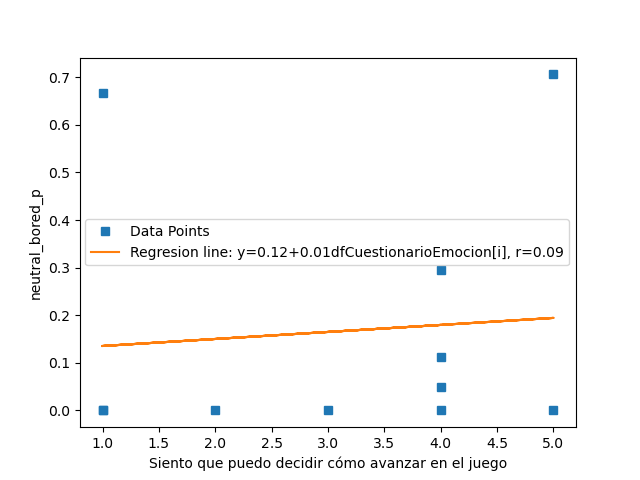 0.7
0.6
0.5
0.4
0.3
0.2
0.1
0.0
neutral_bored_p
Data Points
Regresion line: y=0.12+0.01dfCuestionarioEmocion[i], r=0.09
1.0 1.5 2.0 2.5 3.0 3.5 4.0 4.5 5.0
Siento que puedo decidir cómo avanzar en el juego